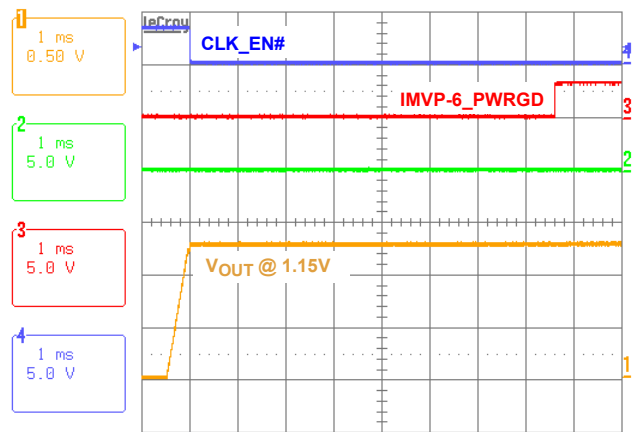 1
1 ms
0.50 V
2
1 ms
5.0 V
3
1 ms
5.0 V
4
1 ms
5.0 V
leCroy
CLK_EN#
4
IMVP-6_PWRGD
3
2
VOUT @ 1.15V
1